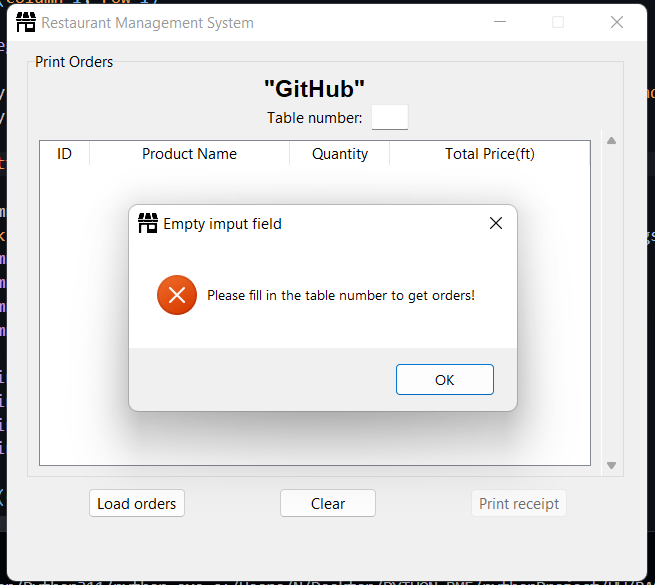 Restaurant Management System
Print Orders
"GitHub"
Table number:
ID Product Name Quantity Total Price(ft)
Empty imput field
Please fill in the table number to get orders!
OK
Load orders Clear Print receipt